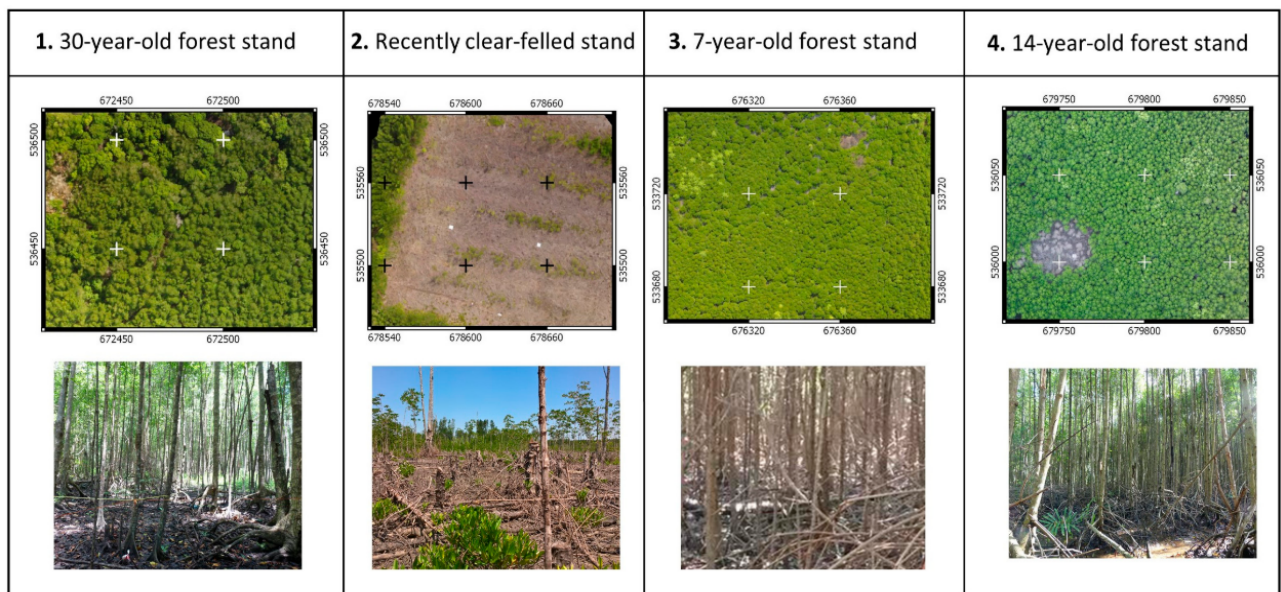 1. 30-year-old forest stand
2. Recently clear-felled stand
3. 7-year-old forest stand
4. 14-year-old forest stand
672450 672500
536500
536450
536500
536450
672450 672500
678540 678600 678660
535560
535500
535560
535500
678540 678600 678660
676320 676360
533720
533680
533720
533680
676320 676360
679750 679800 679850
536050
536000
536050
536000
679750 679800 679850